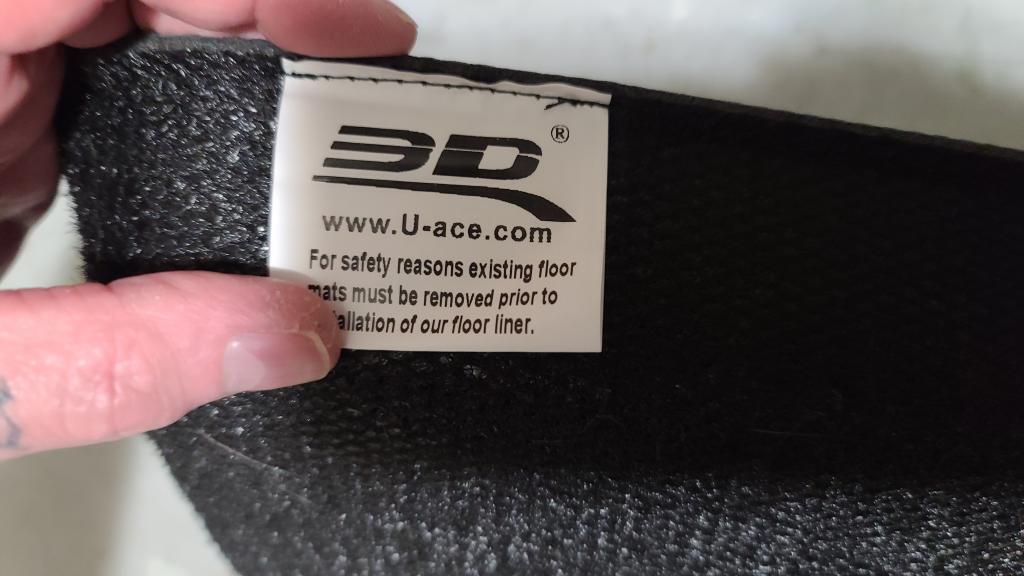 3D®
www.U-ace.com
For safety reasons existing floor
mats must be removed prior to
allation of our floor liner.